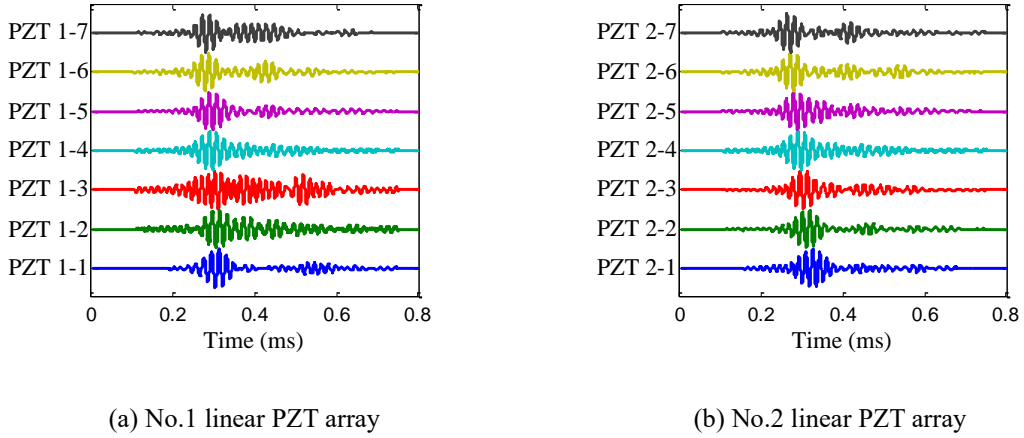 PZT 1-7
PZT 1-6
PZT 1-5
PZT 1-4
PZT 1-3
PZT 1-2
PZT 1-1
0 0.2 0.4 0.6 0.8
Time (ms)
(a) No.1 linear PZT array
PZT 2-7
PZT 2-6
PZT 2-5
PZT 2-4
PZT 2-3
PZT 2-2
PZT 2-1
0 0.2 0.4 0.6 0.8
Time (ms)
(b) No.2 linear PZT array